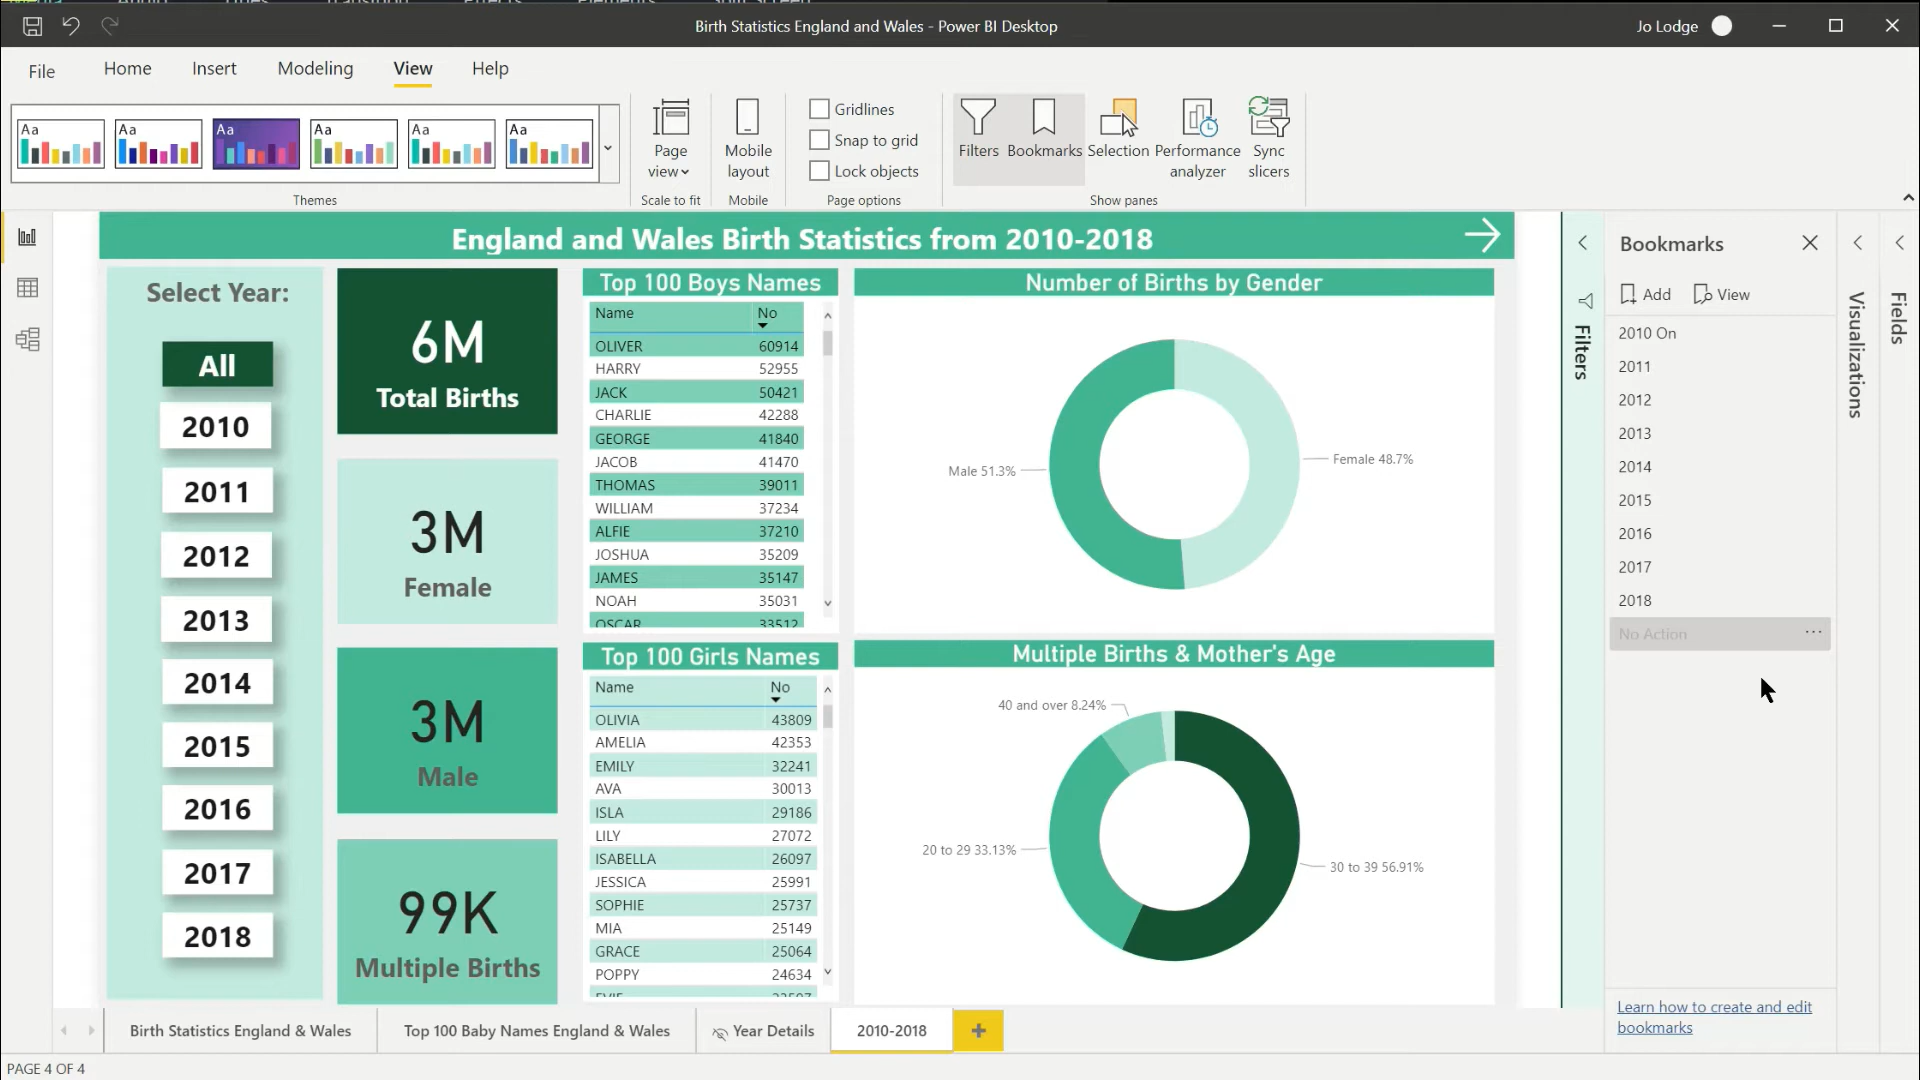 Birth Statistics England and Wales - Power BI Desktop
Jo Lodge
File
Home
Insert
Modeling
View
Help
Aa
Aa
Aa
Aa
Aa
Aa
Themes
Page
view
Scale to fit
Mobile
layout
Mobile
Gridlines
Snap to grid
Lock objects
Page options
Filters
Bookmarks
Selection
Performance
analyzer
Sync
slicers
Show panes
England and Wales Birth Statistics from 2010-2018
Select Year:
All
2010
2011
2012
2013
2014
2015
2016
2017
2018
6M
Total Births
3M
Female
3M
Male
99K
Multiple Births
Top 100 Boys Names
Name No
OLIVER 60914
HARRY 52955
JACK 50421
CHARLIE 42288
GEORGE 41840
JACOB 41470
THOMAS 39011
WILLIAM 37234
ALFIE 37210
JOSHUA 35209
JAMES 35147
NOAH 35031
OSCAR 33512
Top 100 Girls Names
Name No
OLIVIA 43809
AMELIA 42353
EMILY 32241
AVA 30013
ISLA 29186
LILY 27072
ISABELLA 26097
JESSICA 25991
SOPHIE 25737
MIA 25149
GRACE 25064
POPPY 24634
Number of Births by Gender
Male 51.3%
Female 48.7%
Multiple Births & Mother's Age
40 and over 8.24%
20 to 29 33.13%
30 to 39 56.91%
Filters
Bookmarks
Add
View
2010 On
2011
2012
2013
2014
2015
2016
2017
2018
No Action
Learn how to create and edit
bookmarks
Visualizations
Fields
Birth Statistics England & Wales
Top 100 Baby Names England & Wales
Year Details
2010-2018
PAGE 4 OF 4